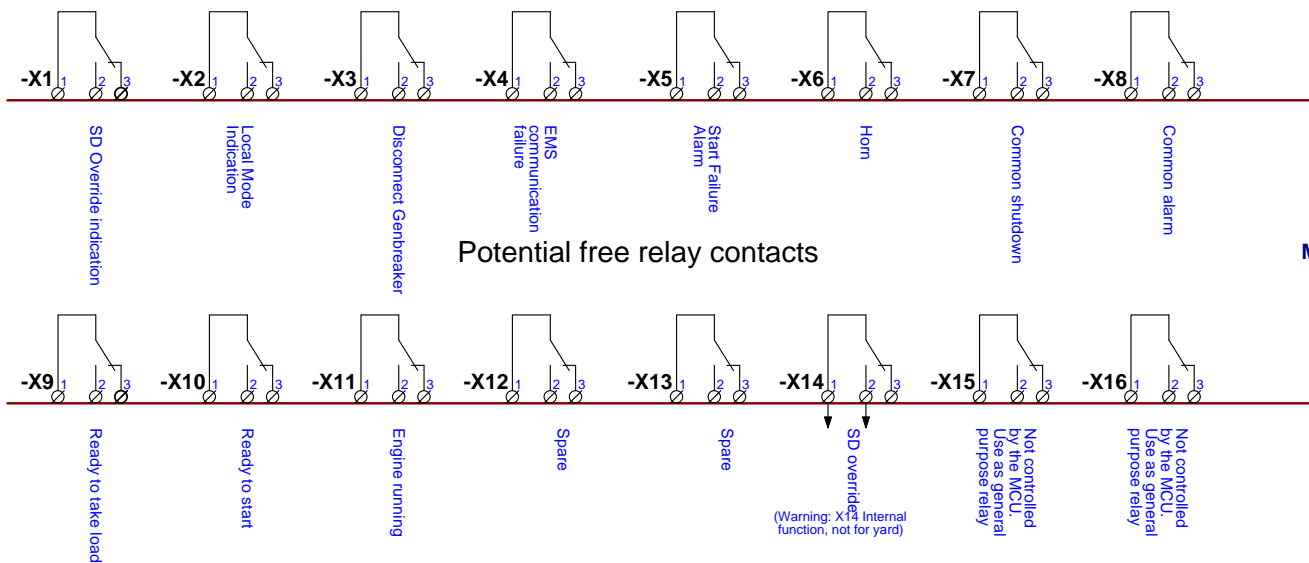 -X1 1 2 3 -X2 1 2 3 -X3 1 2 3 -X4 1 2 3 -X5 1 2 3 -X6 1 2 3 -X7 1 2 3 -X8 1 2 3
SD Override indication
Local Mode
Indication
Disconnect Genbreaker
EMS
communication
failure
Start Failure
Alarm
Horn
Common shutdown
Common alarm
Potential free relay contacts
M
-X9 1 2 3 -X10 1 2 3 -X11 1 2 3 -X12 1 2 3 -X13 1 2 3 -X14 1 2 3 -X15 1 2 3 -X16 1 2 3
Ready to take load
Ready to start
Engine running
Spare
Spare
SD override
(Warning: X14 Internal
function, not for yard)
Not controlled
by the MCU.
Use as general
purpose relay
Not controlled
by the MCU.
Use as general
purpose relay